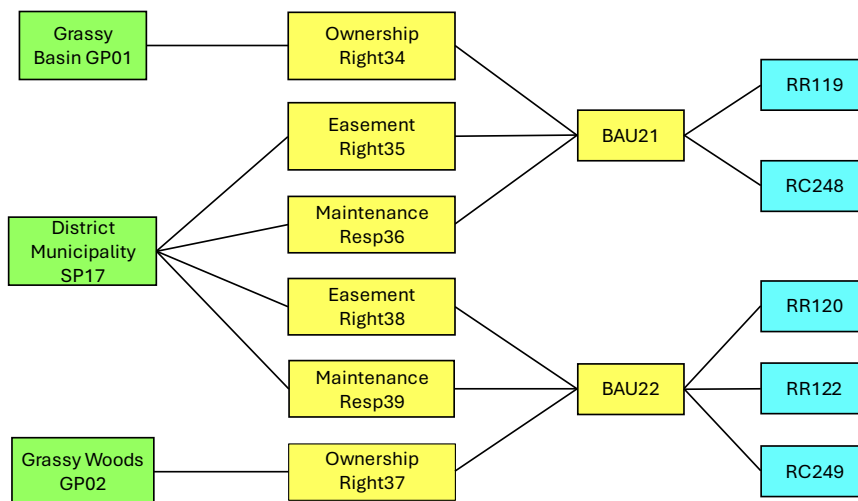 Grassy
Basin GP01
District
Municipality
SP17
Grassy Woods
GP02
Ownership
Right34
Easement
Right35
Maintenance
Resp36
Easement
Right38
Maintenance
Resp39
Ownership
Right37
BAU21
BAU22
RR119
RC248
RR120
RR122
RC249